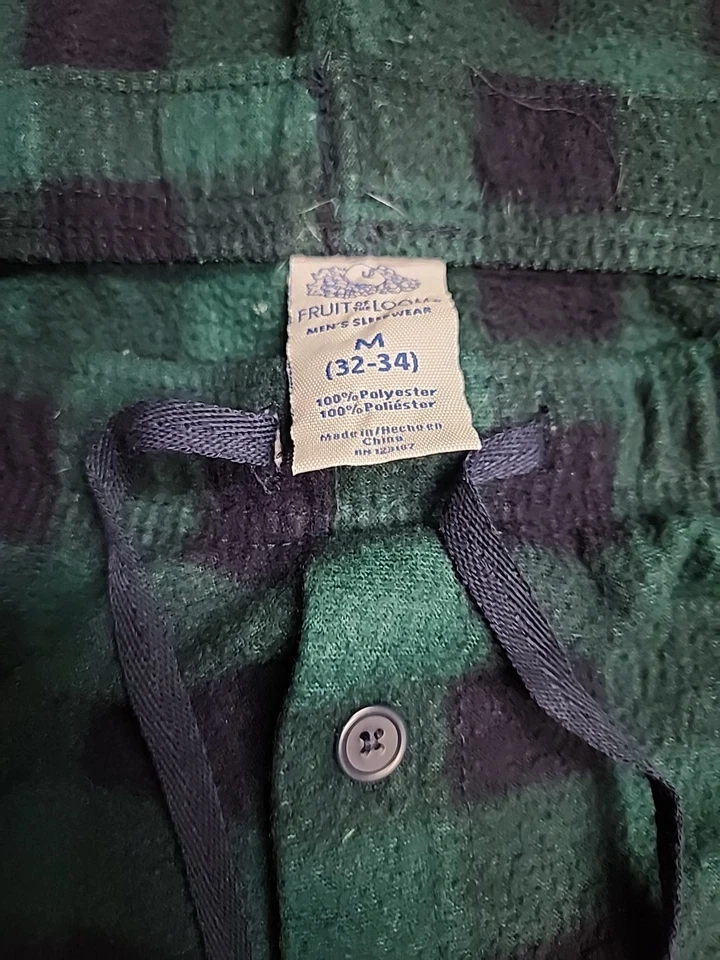 FRUIT OF THE LOOM
MEN'S SLEEPWEAR
M
(32-34)
100% Polyester
100% Poliéster
Made in/Hecho en
China